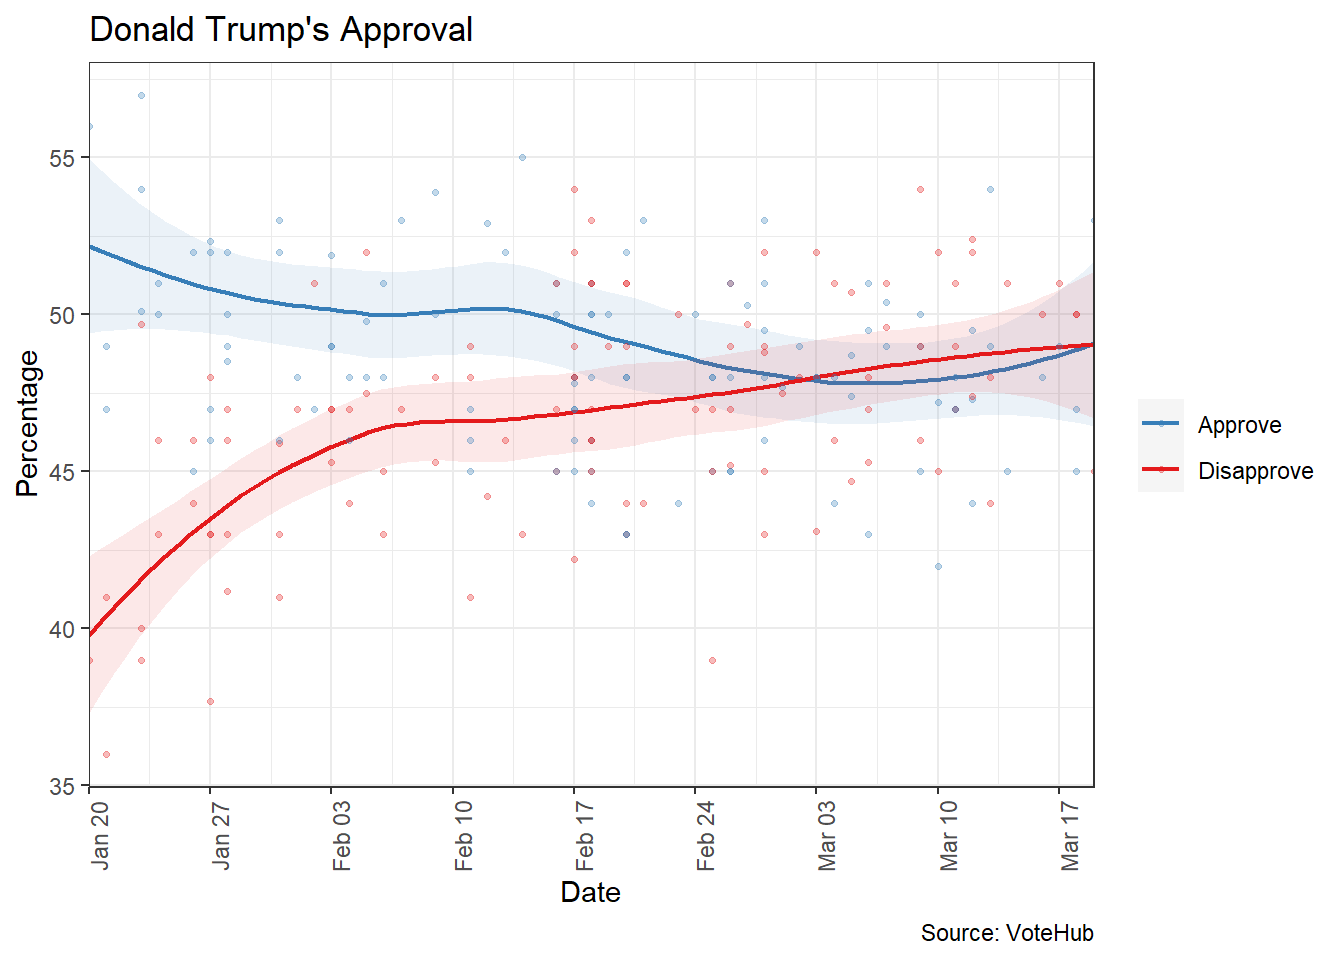 Donald Trump's Approval
Percentage
55
50
45
40
35
Jan 20
Jan 27
Feb 03
Feb 10
Feb 17
Feb 24
Mar 03
Mar 10
Mar 17
Date
Approve
Disapprove
Source: VoteHub